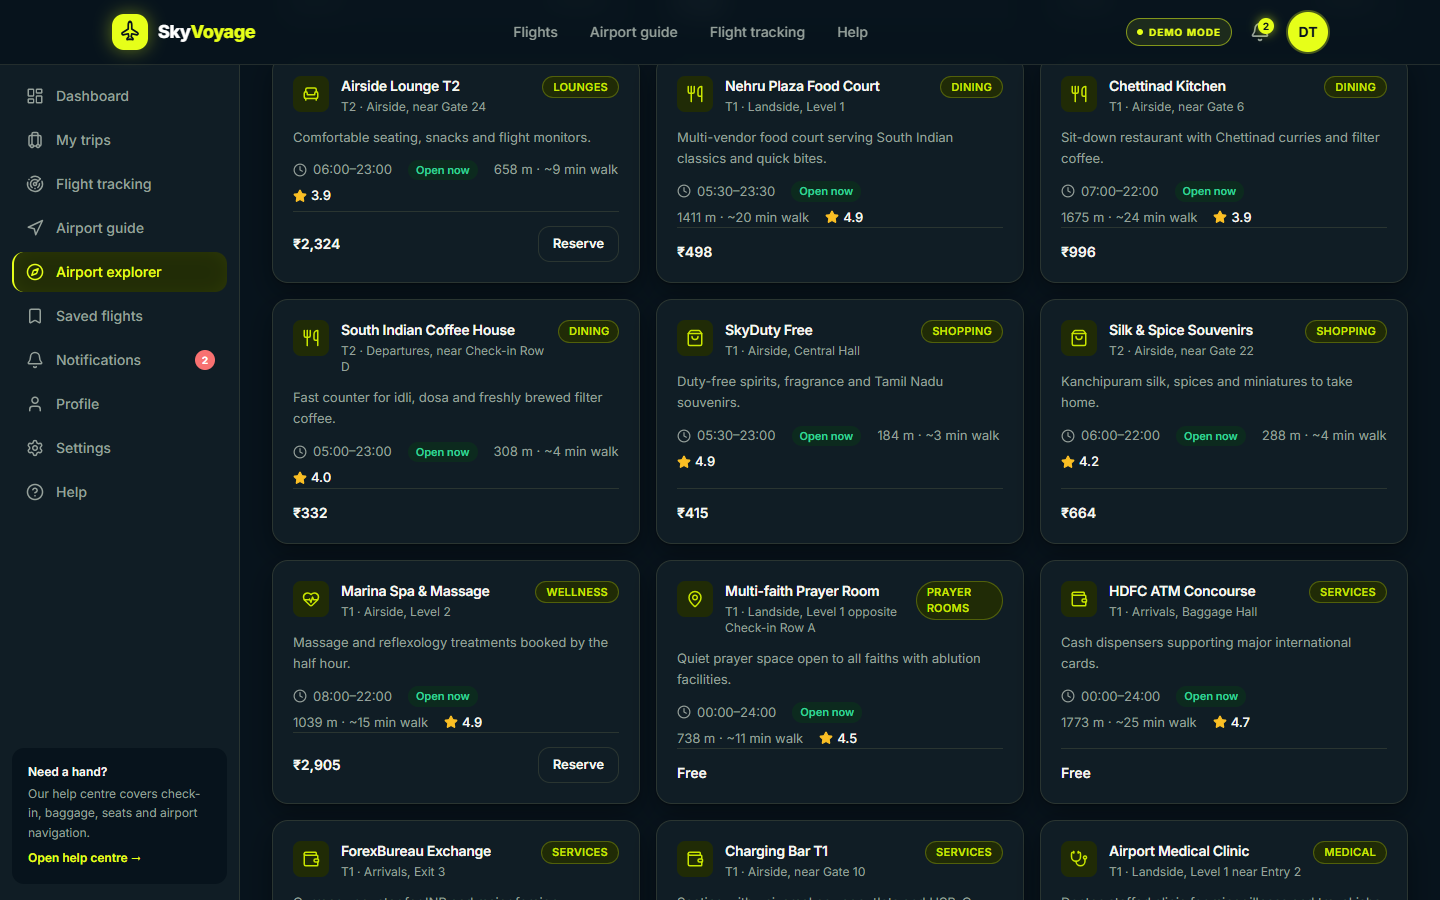 SkyVoyage
Flights
Airport guide
Flight tracking
Help
DEMO MODE
2
DT
Dashboard
My trips
Flight tracking
Airport guide
Airport explorer
Saved flights
Notifications
2
Profile
Settings
Help
Need a hand?
Our help centre covers check-
in, baggage, seats and airport
navigation.
Open help centre →
Airside Lounge T2
LOUNGES
T2 · Airside, near Gate 24
Comfortable seating, snacks and flight monitors.
06:00–23:00 Open now 658 m · ~9 min walk
3.9
₹2,324
Reserve
Nehru Plaza Food Court
DINING
T1 · Landside, Level 1
Multi-vendor food court serving South Indian
classics and quick bites.
05:30–23:30 Open now
1411 m · ~20 min walk 4.9
₹498
Chettinad Kitchen
DINING
T1 · Airside, near Gate 6
Sit-down restaurant with Chettinad curries and filter
coffee.
07:00–22:00 Open now
1675 m · ~24 min walk 3.9
₹996
South Indian Coffee House
DINING
T2 · Departures, near Check-in Row
D
Fast counter for idli, dosa and freshly brewed filter
coffee.
05:00–23:00 Open now 308 m · ~4 min walk
4.0
₹332
SkyDuty Free
SHOPPING
T1 · Airside, Central Hall
Duty-free spirits, fragrance and Tamil Nadu
souvenirs.
05:30–23:00 Open now 184 m · ~3 min walk
4.9
₹415
Silk & Spice Souvenirs
SHOPPING
T2 · Airside, near Gate 22
Kanchipuram silk, spices and miniatures to take
home.
06:00–22:00 Open now 288 m · ~4 min walk
4.2
₹664
Marina Spa & Massage
WELLNESS
T1 · Airside, Level 2
Massage and reflexology treatments booked by the
half hour.
08:00–22:00 Open now
1039 m · ~15 min walk 4.9
₹2,905
Reserve
Multi-faith Prayer Room
PRAYER
ROOMS
T1 · Landside, Level 1 opposite
Check-in Row A
Quiet prayer space open to all faiths with ablution
facilities.
00:00–24:00 Open now
738 m · ~11 min walk 4.5
Free
HDFC ATM Concourse
SERVICES
T1 · Arrivals, Baggage Hall
Cash dispensers supporting major international
cards.
00:00–24:00 Open now
1773 m · ~25 min walk 4.7
Free
ForexBureau Exchange
SERVICES
T1 · Arrivals, Exit 3
Charging Bar T1
SERVICES
T1 · Airside, near Gate 10
Airport Medical Clinic
MEDICAL
T1 · Landside, Level 1 near Entry 2